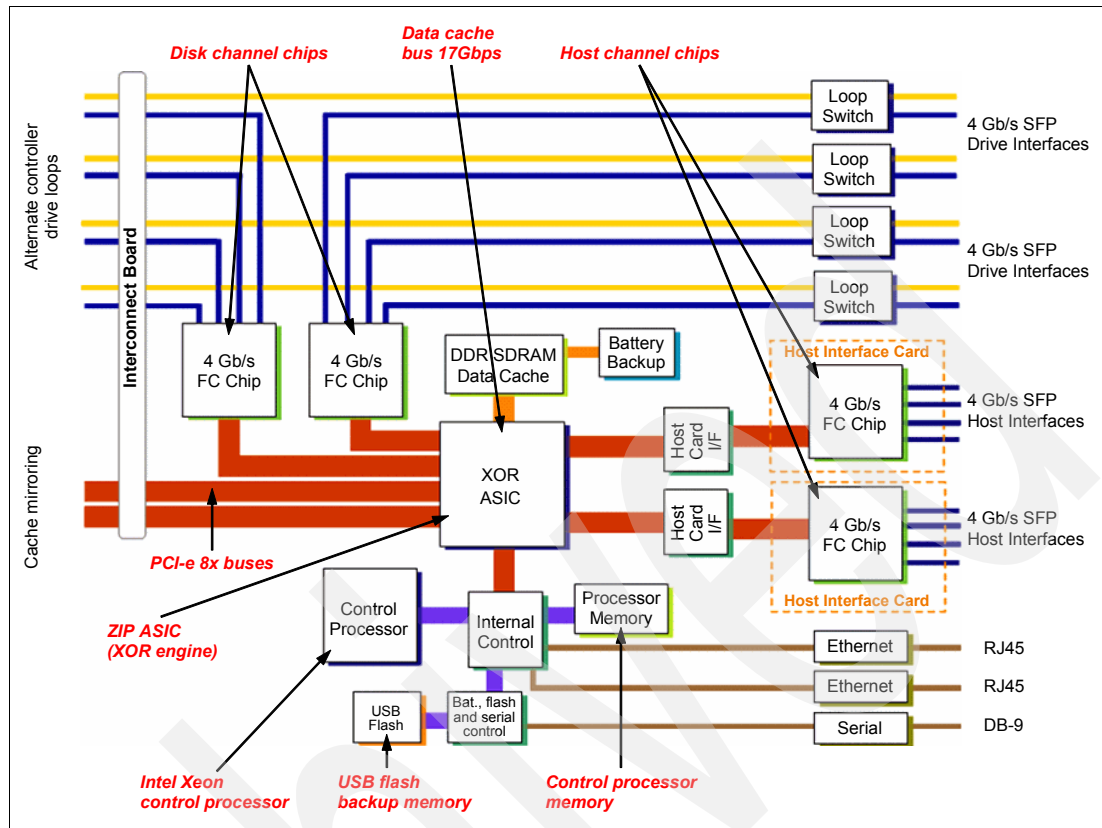 Disk channel chips
Data cache
bus 17Gbps
Host channel chips
Alternate controller
drive loops
Interconnect Board
Cache mirroring
Loop
Switch
4 Gb/s SFP
Drive Interfaces
Loop
Switch
Loop
Switch
4 Gb/s SFP
Drive Interfaces
Loop
Switch
4 Gb/s
FC Chip
4 Gb/s
FC Chip
DDR SDRAM
Data Cache
Battery
Backup
Host Interface Card
4 Gb/s
FC Chip
4 Gb/s SFP
Host Interfaces
XOR
ASIC
Host
Card
I/F
Host
Card
I/F
4 Gb/s
FC Chip
4 Gb/s SFP
Host Interfaces
Host Interface Card
PCI-e 8x buses
ZIP ASIC
(XOR engine)
Control
Processor
Internal
Control
Processor
Memory
Ethernet
RJ45
Ethernet
RJ45
USB
Flash
Bat., flash
and serial
control
Serial
DB-9
Intel Xeon
control processor
USB flash
backup memory
Control processor
memory